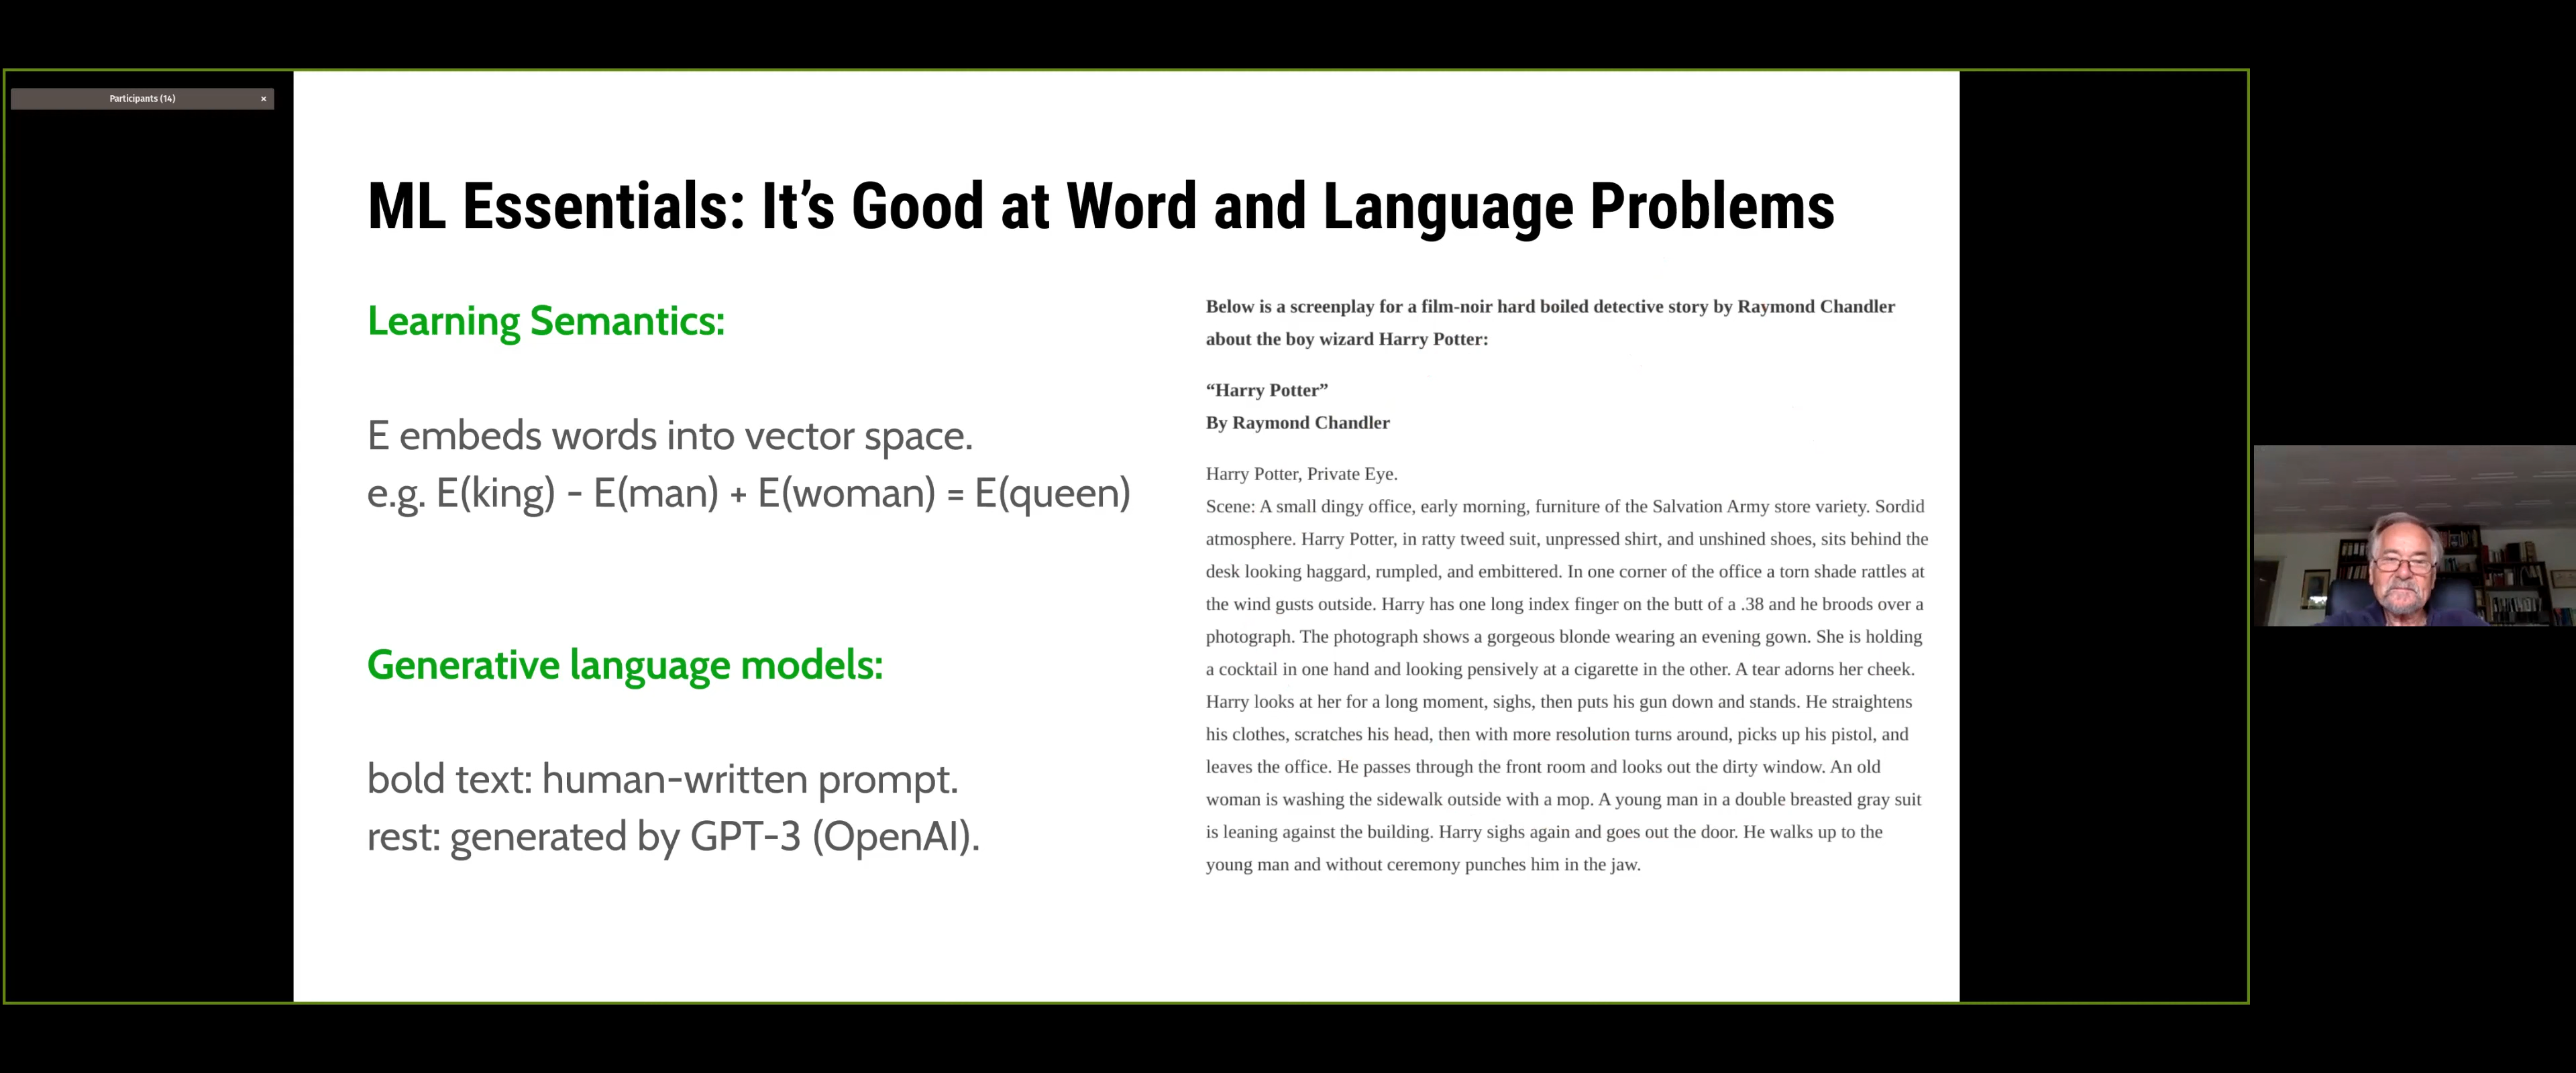 Participants (14)
×
ML Essentials: It’s Good at Word and Language Problems
Learning Semantics:
E embeds words into vector space.
e.g. E(king) - E(man) + E(woman) = E(queen)
Generative language models:
bold text: human-written prompt.
rest: generated by GPT-3 (OpenAI).
Below is a screenplay for a film-noir hard boiled detective story by Raymond Chandler
about the boy wizard Harry Potter:
“Harry Potter”
By Raymond Chandler
Harry Potter, Private Eye.
Scene: A small dingy office, early morning, furniture of the Salvation Army store variety. Sordid
atmosphere. Harry Potter, in ratty tweed suit, unpressed shirt, and unshined shoes, sits behind the
desk looking haggard, rumpled, and embittered. In one corner of the office a torn shade rattles at
the wind gusts outside. Harry has one long index finger on the butt of a .38 and he broods over a
photograph. The photograph shows a gorgeous blonde wearing an evening gown. She is holding
a cocktail in one hand and looking pensively at a cigarette in the other. A tear adorns her cheek.
Harry looks at her for a long moment, sighs, then puts his gun down and stands. He straightens
his clothes, scratches his head, then with more resolution turns around, picks up his pistol, and
leaves the office. He passes through the front room and looks out the dirty window. An old
woman is washing the sidewalk outside with a mop. A young man in a double breasted gray suit
is leaning against the building. Harry sighs again and goes out the door. He walks up to the
young man and without ceremony punches him in the jaw.